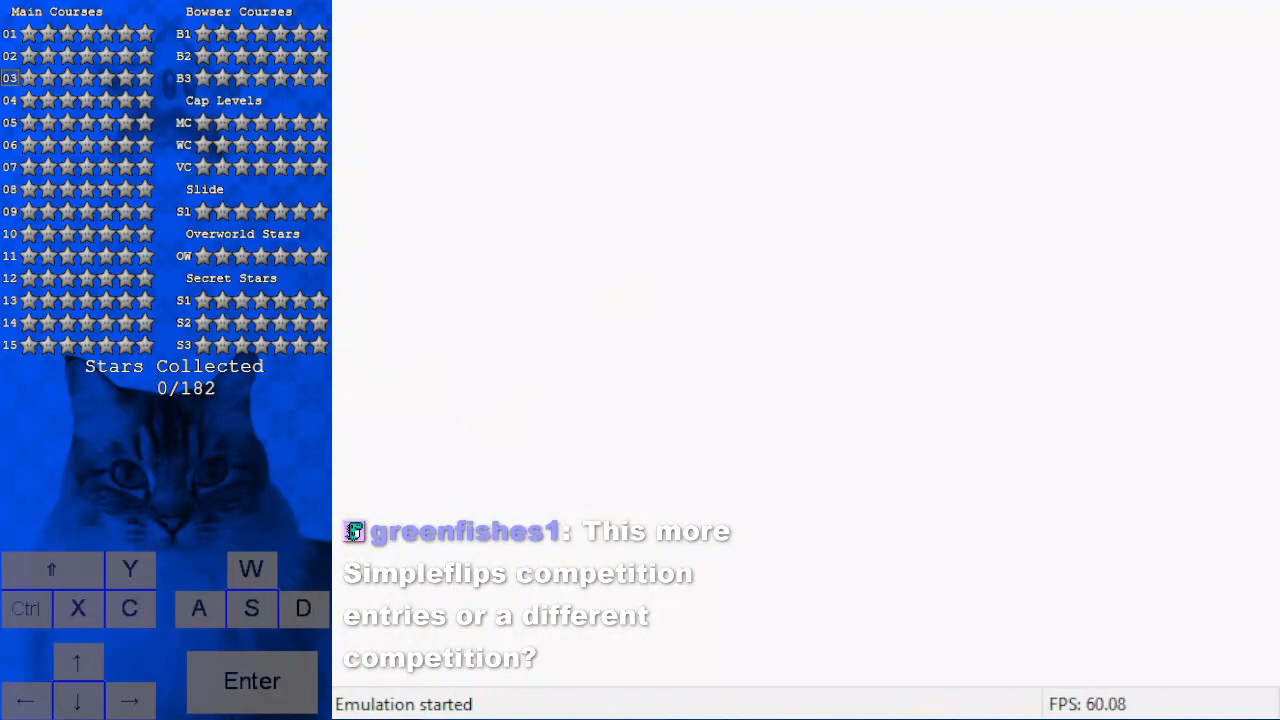 Main Courses
Bowser Courses
01
B1
02
B2
03
B3
04
Cap Levels
05
MC
06
WC
07
VC
08
Slide
09
S1
10
Overworld Stars
11
OW
12
Secret Stars
13
S1
14
S2
15
S3
Stars Collected
0/182
greenfishes1: This more
Simpleflips competition
entries or a different
competition?
⇑ Y W
Ctrl X C A S D
↑
Enter
← ↓ →
Emulation started
FPS: 60.08